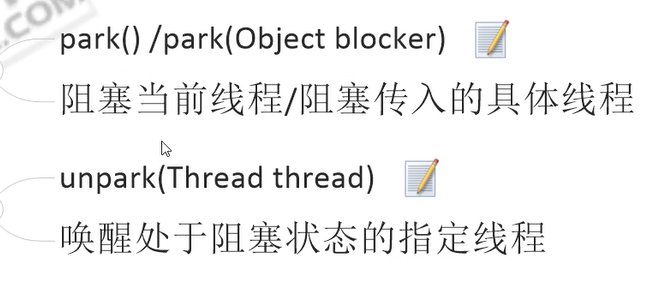 park() /park(Object blocker)
阻塞当前线程/阻塞传入的具体线程
unpark(Thread thread)
唤醒处于阻塞状态的指定线程